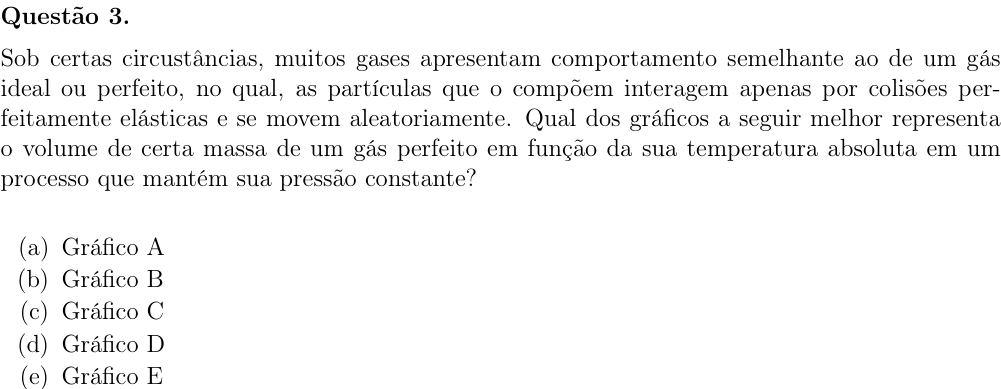 Questão 3.
Sob certas circustâncias, muitos gases apresentam comportamento semelhante ao de um gás
ideal ou perfeito, no qual, as partículas que o compõem interagem apenas por colisões per-
feitamente elásticas e se movem aleatoriamente. Qual dos gráficos a seguir melhor representa
o volume de certa massa de um gás perfeito em função da sua temperatura absoluta em um
processo que mantém sua pressão constante?
(a) Gráfico A
(b) Gráfico B
(c) Gráfico C
(d) Gráfico D
(e) Gráfico E